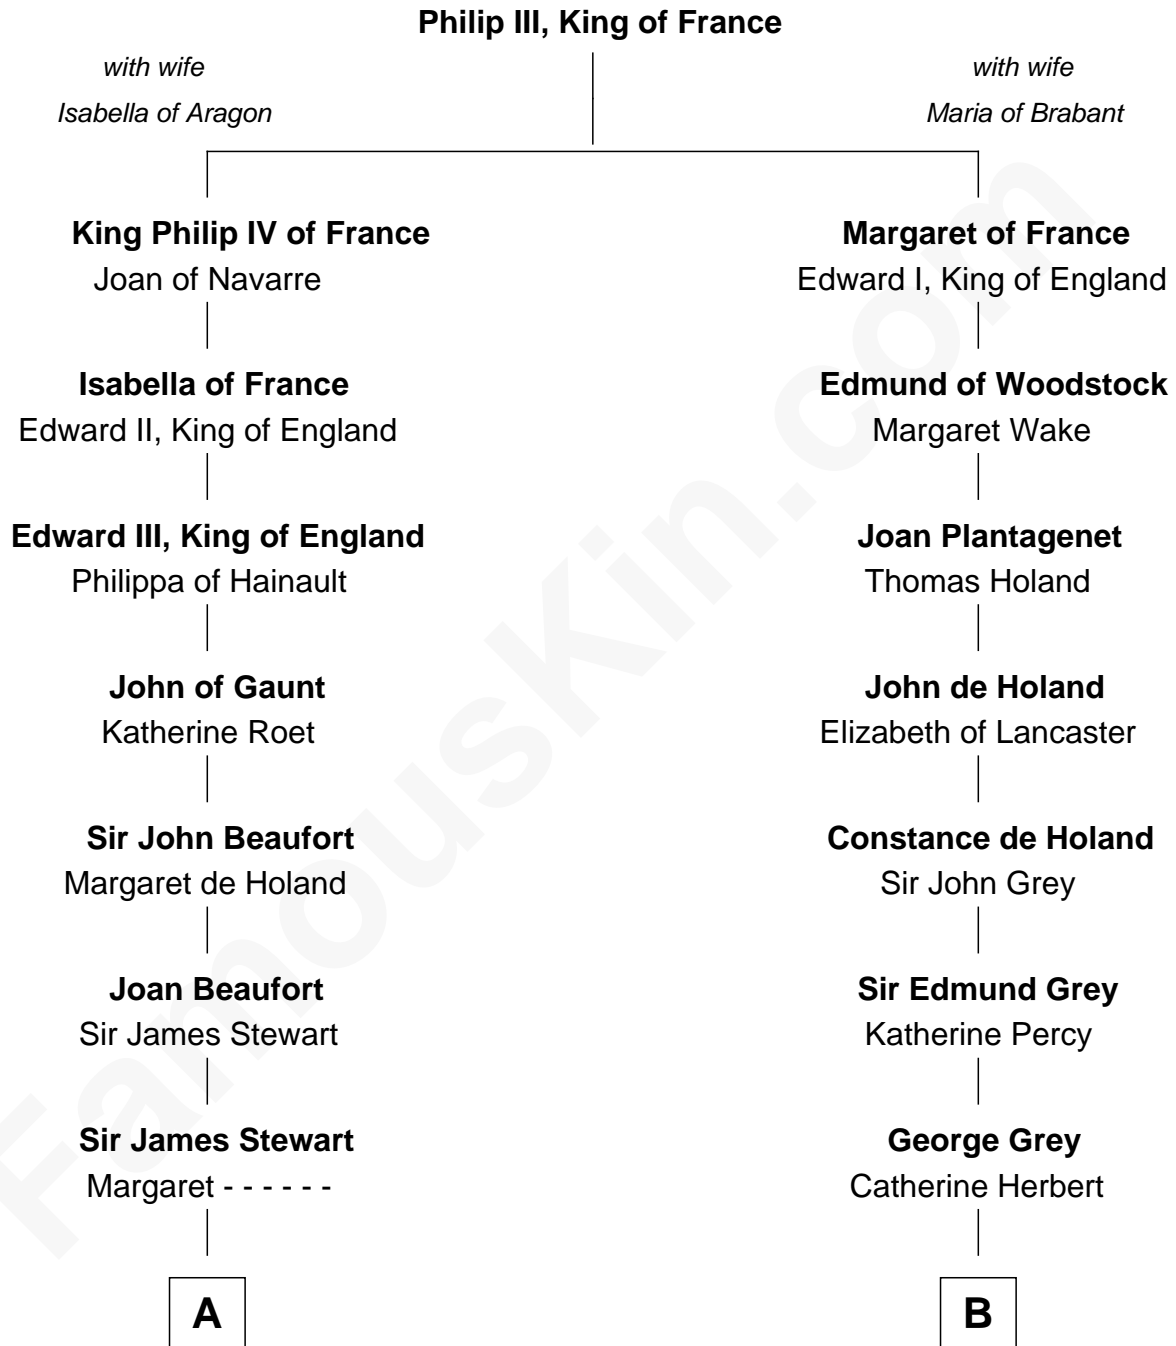 Philip III, King of France
with wife
Isabella of Aragon
with wife
Maria of Brabant
King Philip IV of France
Joan of Navarre
Margaret of France
Edward I, King of England
Isabella of France
Edward II, King of England
Edmund of Woodstock
Margaret Wake
Edward III, King of England
Philippa of Hainault
Joan Plantagenet
Thomas Holand
John of Gaunt
Katherine Roet
John de Holand
Elizabeth of Lancaster
Sir John Beaufort
Margaret de Holand
Constance de Holand
Sir John Grey
Joan Beaufort
Sir James Stewart
Sir Edmund Grey
Katherine Percy
Sir James Stewart
Margaret - - - - - -
George Grey
Catherine Herbert
A
B
FamousKin.com